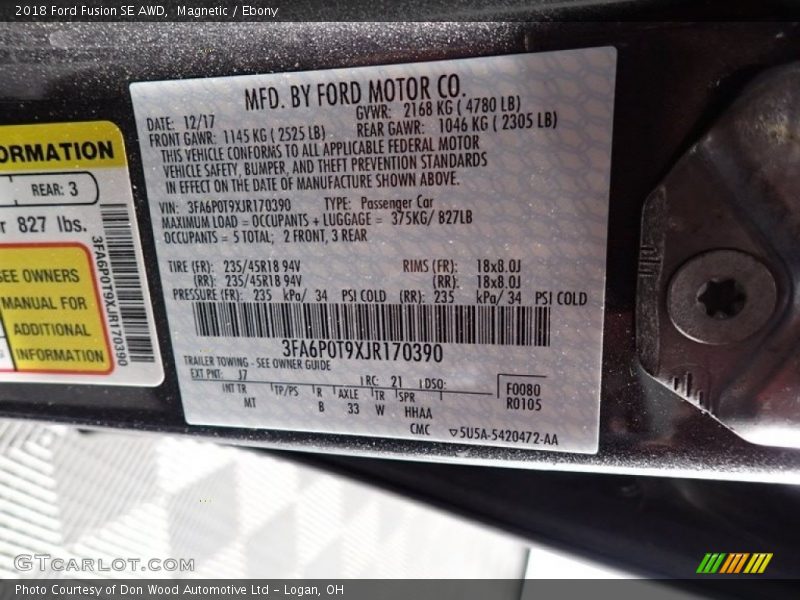 2018 Ford Fusion SE AWD, Magnetic / Ebony
ORMATION
REAR: 3
827 lbs.
SEE OWNERS
MANUAL FOR
ADDITIONAL
INFORMATION
3FA6P0T9XJR170390
MFD. BY FORD MOTOR CO.
DATE: 12/17
GVWR: 2168 KG ( 4780 LB)
FRONT GAWR: 1145 KG ( 2525 LB)
REAR GAWR: 1046 KG ( 2305 LB)
THIS VEHICLE CONFORMS TO ALL APPLICABLE FEDERAL MOTOR
VEHICLE SAFETY, BUMPER, AND THEFT PREVENTION STANDARDS
IN EFFECT ON THE DATE OF MANUFACTURE SHOWN ABOVE.
VIN: 3FA6P0T9XJR170390 TYPE: Passenger Car
MAXIMUM LOAD = OCCUPANTS + LUGGAGE = 375KG/ 827LB
OCCUPANTS = 5 TOTAL; 2 FRONT, 3 REAR
TIRE (FR): 235/45R18 94V RIMS (FR): 18x8.0J
(RR): 235/45R18 94V (RR): 18x8.0J
PRESSURE (FR): 235 kPa/ 34 PSI COLD (RR): 235 kPa/ 34 PSI COLD
3FA6P0T9XJR170390
TRAILER TOWING - SEE OWNER GUIDE
EXT PNT: J7 RC: 21 DSO:
INT TR TP/PS R AXLE TR SPR
MT B 33 W HHAA
F0080
R0105
CMC ▽5U5A-5420472-AA
GTCARLOT.COM
Photo Courtesy of Don Wood Automotive Ltd - Logan, OH